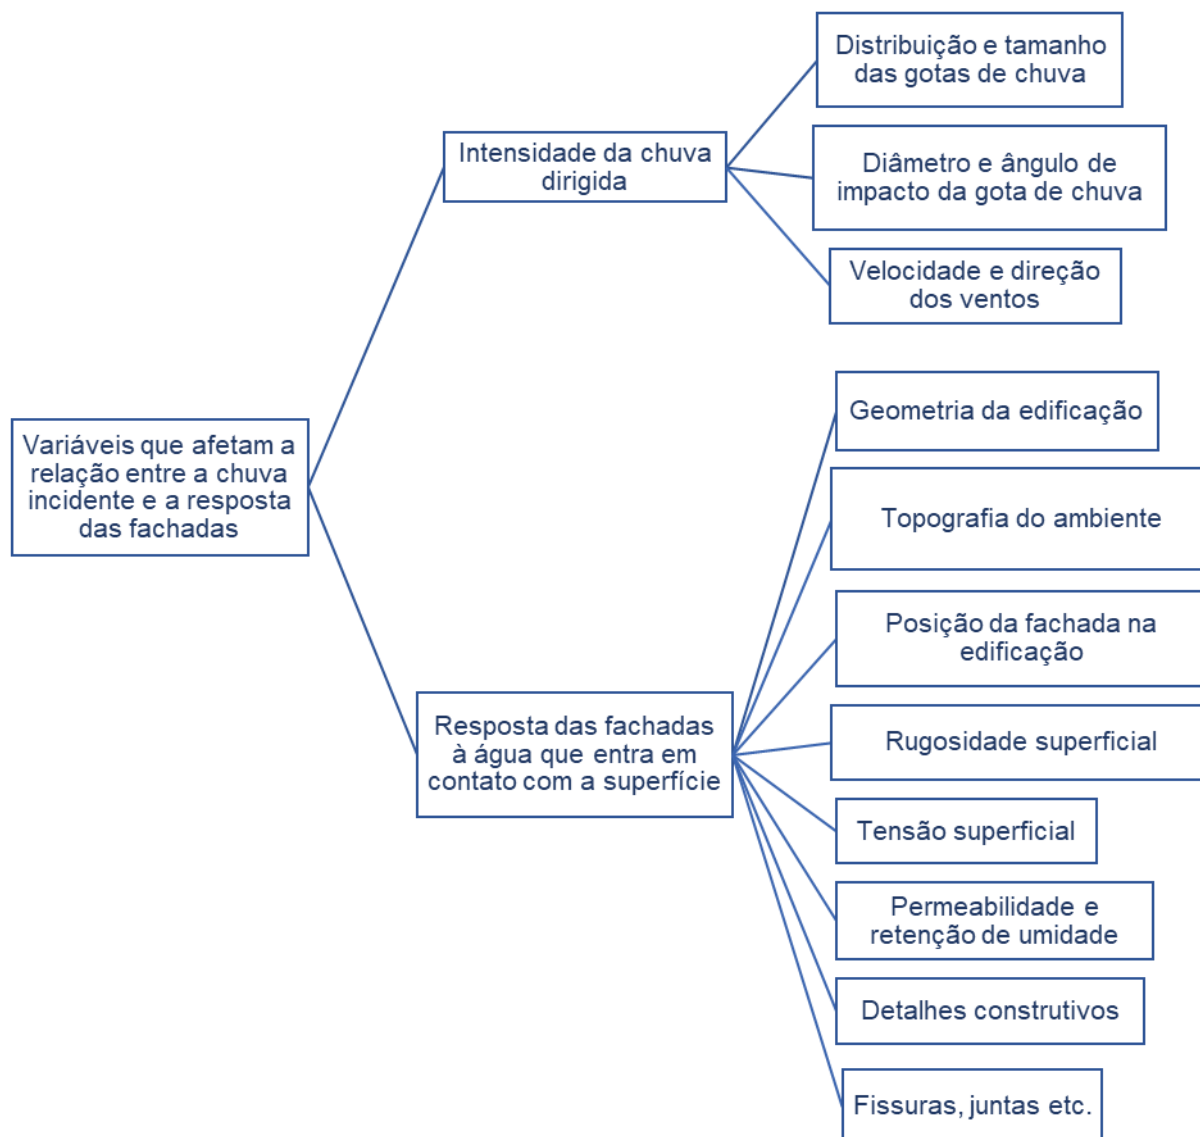 Variáveis que afetam a
relação entre a chuva
incidente e a resposta
das fachadas
Intensidade da chuva
dirigida
Distribuição e tamanho
das gotas de chuva
Diâmetro e ângulo de
impacto da gota de chuva
Velocidade e direção
dos ventos
Resposta das fachadas
à água que entra em
contato com a superfície
Geometria da edificação
Topografia do ambiente
Posição da fachada na
edificação
Rugosidade superficial
Tensão superficial
Permeabilidade e
retenção de umidade
Detalhes construtivos
Fissuras, juntas etc.